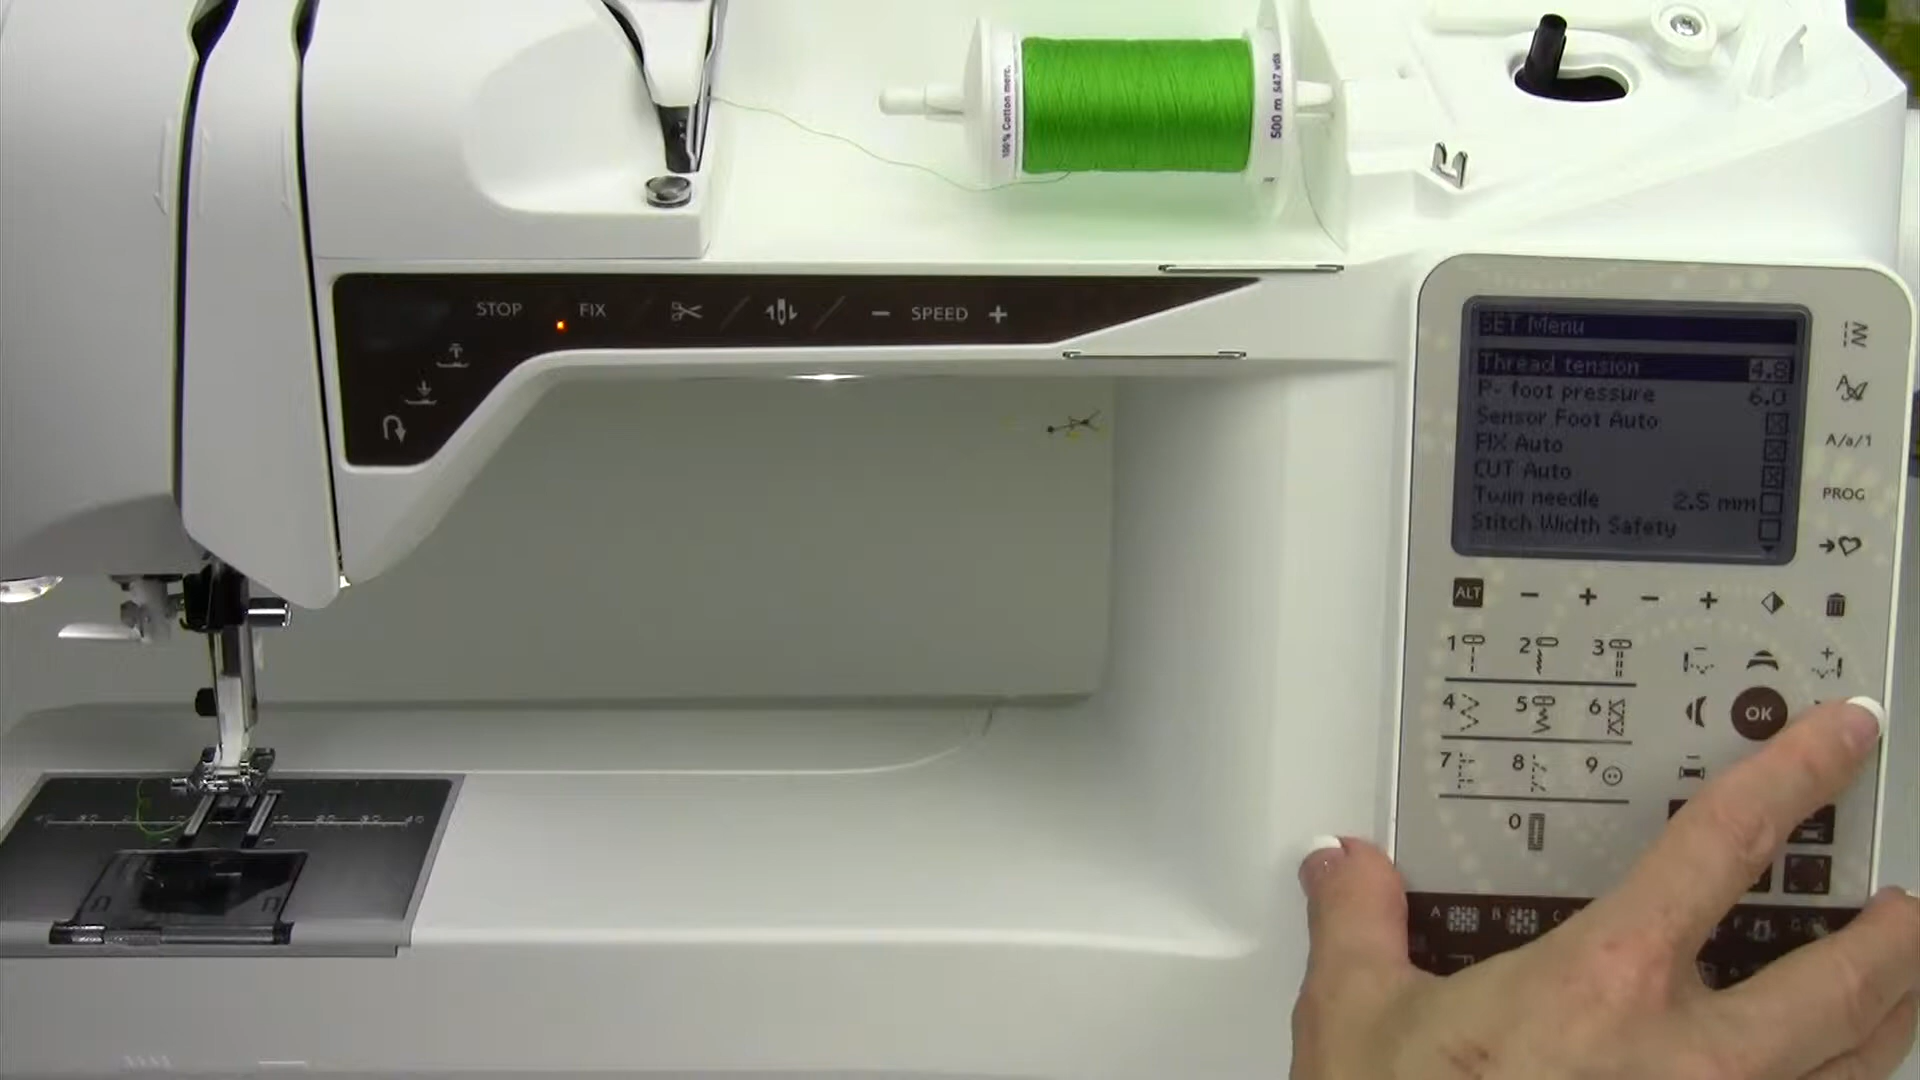 100% Cotton merc.
500 m 547 yds
STOP FIX - SPEED +
SET Menu
Thread tension 4.8
P- foot pressure 6.0
Sensor Foot Auto
FIX Auto
CUT Auto
Twin needle 2.5 mm
Stitch Width Safety
A/a/1
PROG
ALT - + - +
1 2 3
4 5 6
OK
7 8 9
0
A B C F G